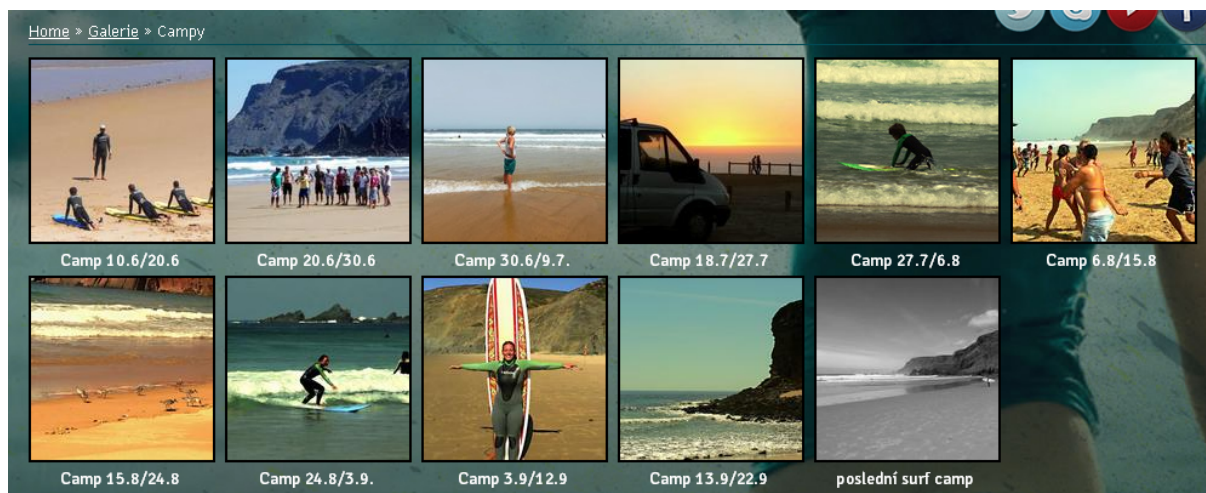 Home » Galerie » Campy
Camp 10.6/20.6
Camp 20.6/30.6
Camp 30.6/9.7.
Camp 18.7/27.7
Camp 27.7/6.8
Camp 6.8/15.8
Camp 15.8/24.8
Camp 24.8/3.9.
Camp 3.9/12.9
Camp 13.9/22.9
poslední surf camp